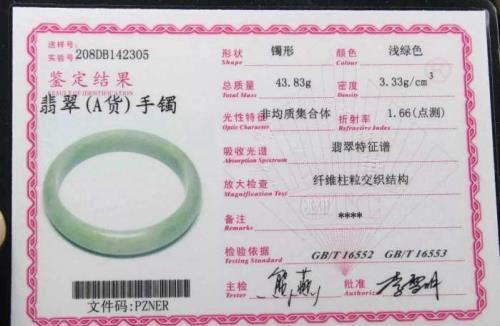 送样号:
实验号 208DB142305
鉴定结果
RESULT OF IDENTIFICATION
翡翠(A货)手镯
文件码:PZNER
形状 镯形 颜色 浅绿色
Shape Color
总质量 43.83g 密度 3.33g/cm³
Total Mass Density
光性特征 非均质集合体 折射率 1.66(点测)
Optic Character Refractive Index
吸收光谱 翡翠特征谱
Absorption Spectrum
放大检查 纤维柱粒交织结构
Magnification Test
备注 ****
Remarks
检验依据 GB/T 16552 GB/T 16553
Testing Standard
主检 批准
Tester Authorize